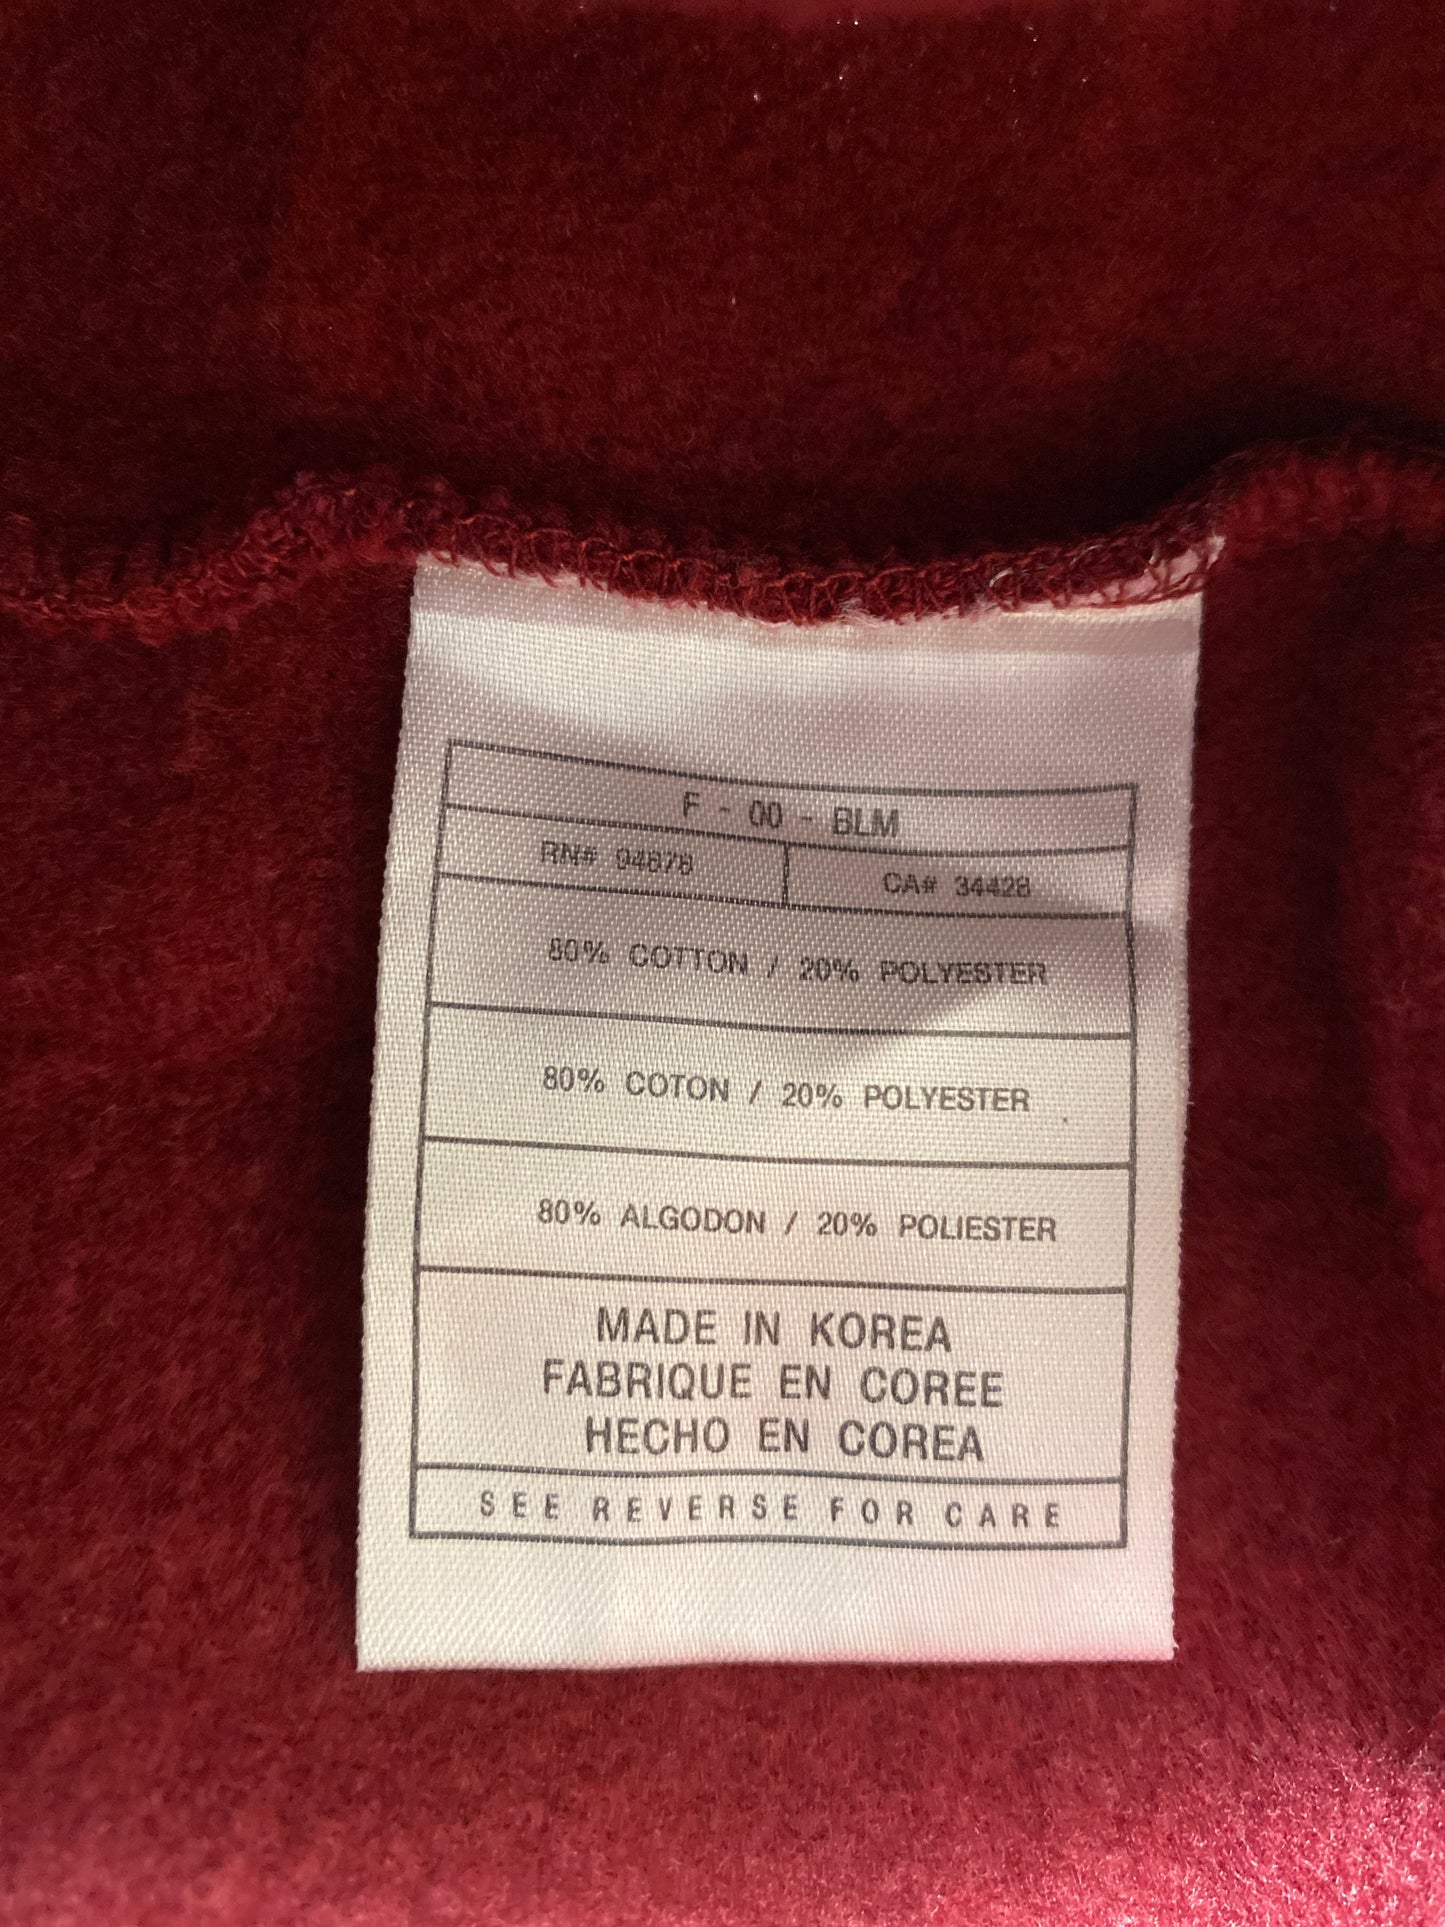 F - 00 - BLM
RN# 94878
CA# 34428
80% COTTON / 20% POLYESTER
80% COTON / 20% POLYESTER
80% ALGODON / 20% POLIESTER
MADE IN KOREA
FABRIQUE EN COREE
HECHO EN COREA
SEE REVERSE FOR CARE